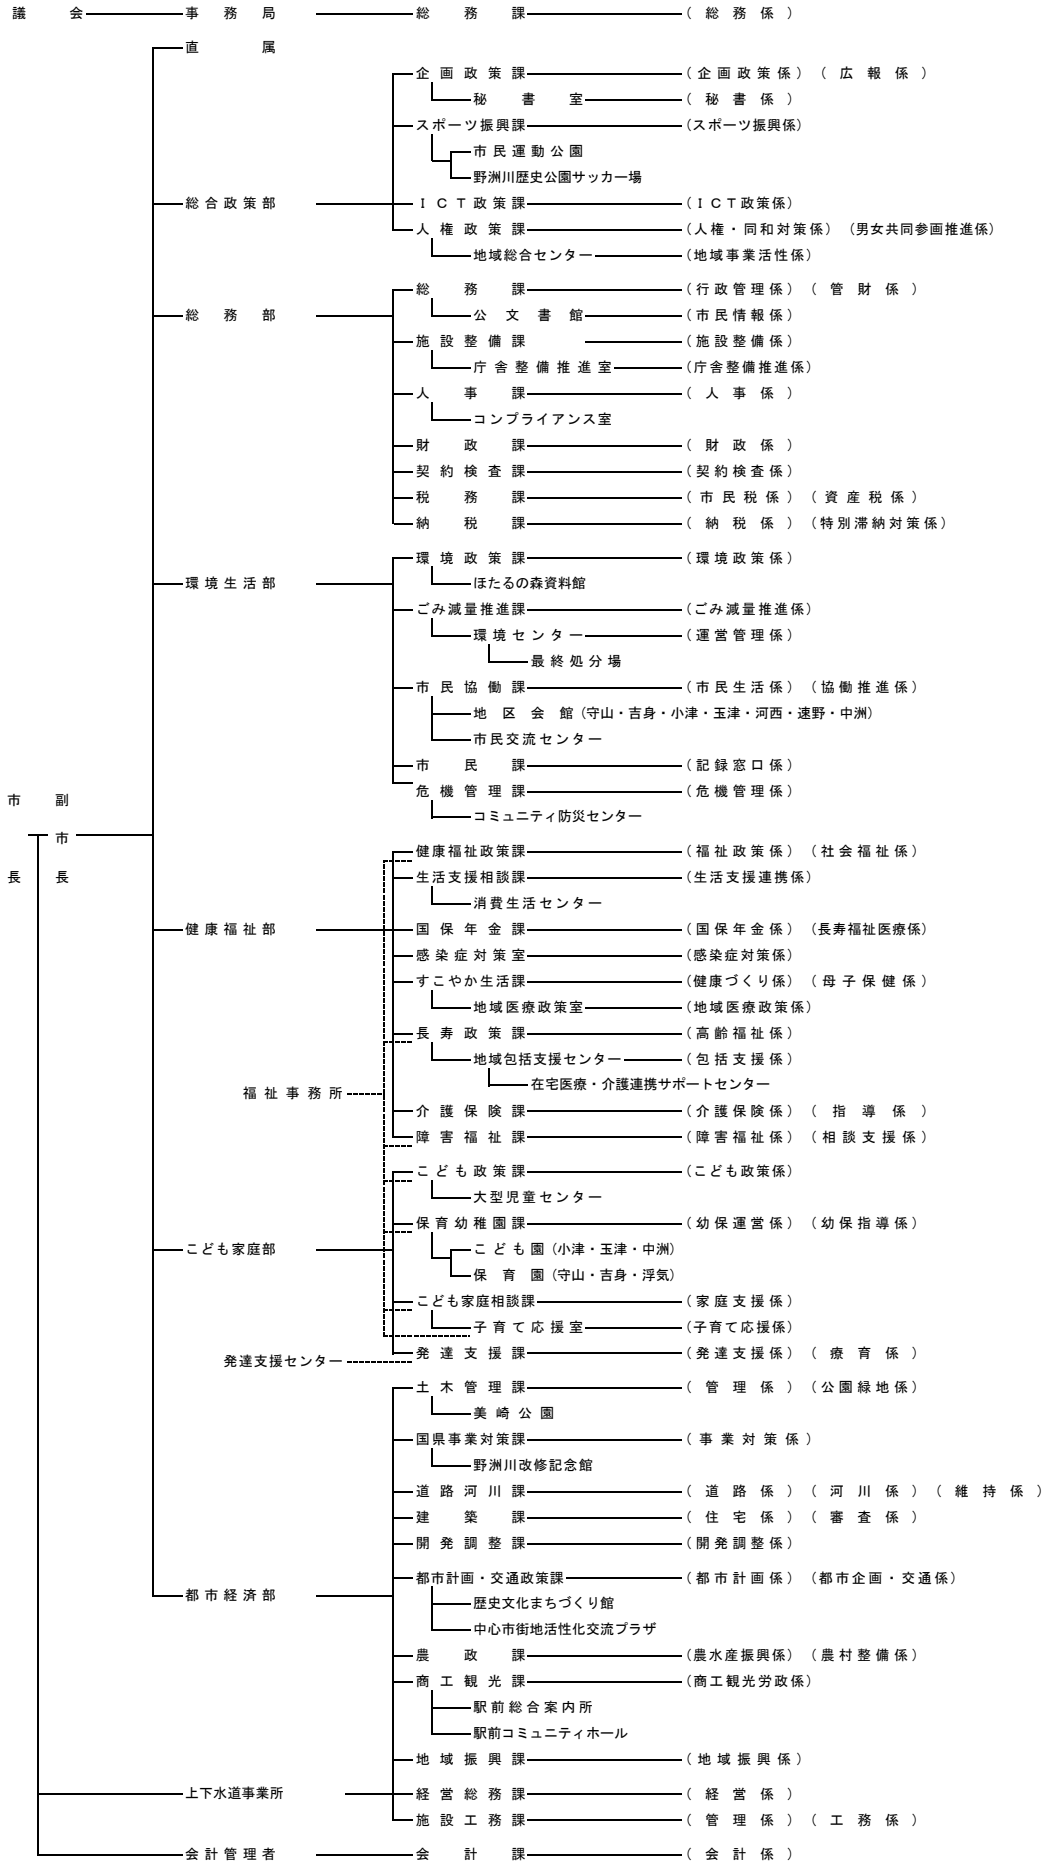 議会 事務局 総務課 (総務係)
直属
企画政策課 (企画政策係) (広報係)
秘書室 (秘書係)
スポーツ振興課 (スポーツ振興係)
市民運動公園
野洲川歴史公園サッカー場
総合政策部 ICT政策課 (ICT政策係)
人権政策課 (人権・同和対策係) (男女共同参画推進係)
地域総合センター (地域事業活性係)
総務課 (行政管理係) (管財係)
総務部 公文書館 (市民情報係)
施設整備課 (施設整備係)
庁舎整備推進室 (庁舎整備推進係)
人事課 (人事係)
コンプライアンス室
財政課 (財政係)
契約検査課 (契約検査係)
税務課 (市民税係) (資産税係)
納税課 (納税係) (特別滞納対策係)
環境政策課 (環境政策係)
環境生活部 ほたるの森資料館
ごみ減量推進課 (ごみ減量推進係)
環境センター (運営管理係)
最終処分場
市民協働課 (市民生活係) (協働推進係)
地区会館 (守山・吉身・小津・玉津・河西・速野・中洲)
市民交流センター
市民課 (記録窓口係)
危機管理課 (危機管理係)
市長 副市長
コミュニティ防災センター
健康福祉政策課 (福祉政策係) (社会福祉係)
生活支援相談課 (生活支援連携係)
消費生活センター
健康福祉部 国保年金課 (国保年金係) (長寿福祉医療係)
感染症対策室 (感染症対策係)
すこやか生活課 (健康づくり係) (母子保健係)
地域医療政策室 (地域医療政策係)
長寿政策課 (高齢福祉係)
地域包括支援センター (包括支援係)
在宅医療・介護連携サポートセンター
福祉事務所
介護保険課 (介護保険係) (指導係)
障害福祉課 (障害福祉係) (相談支援係)
こども政策課 (こども政策係)
大型児童センター
保育幼稚園課 (幼保運営係) (幼保指導係)
こども家庭部 こども園 (小津・玉津・中洲)
保育園 (守山・吉身・浮気)
こども家庭相談課 (家庭支援係)
子育て応援室 (子育て応援係)
発達支援課 (発達支援係) (療育係)
発達支援センター
土木管理課 (管理係) (公園緑地係)
美崎公園
国県事業対策課 (事業対策係)
野洲川改修記念館
道路河川課 (道路係) (河川係) (維持係)
建築課 (住宅係) (審査係)
開発調整課 (開発調整係)
都市計画・交通政策課 (都市計画係) (都市企画・交通係)
都市経済部 歴史文化まちづくり館
中心市街地活性化交流プラザ
農政課 (農水産振興係) (農村整備係)
商工観光課 (商工観光労政係)
駅前総合案内所
駅前コミュニティホール
地域振興課 (地域振興係)
上下水道事業所 経営総務課 (経営係)
施設工務課 (管理係) (工務係)
会計管理者 会計課 (会計係)